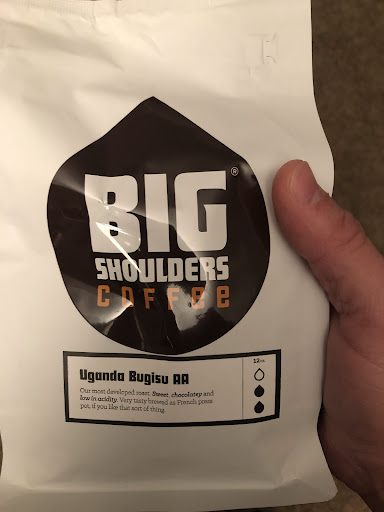 BIG®
SHOULDERS
COFFEE
Uganda Bugisu AA
12oz.
Our most developed roast. Sweet, chocolatey and
low in acidity. Very tasty brewed as French press
pot, if you like that sort of thing.